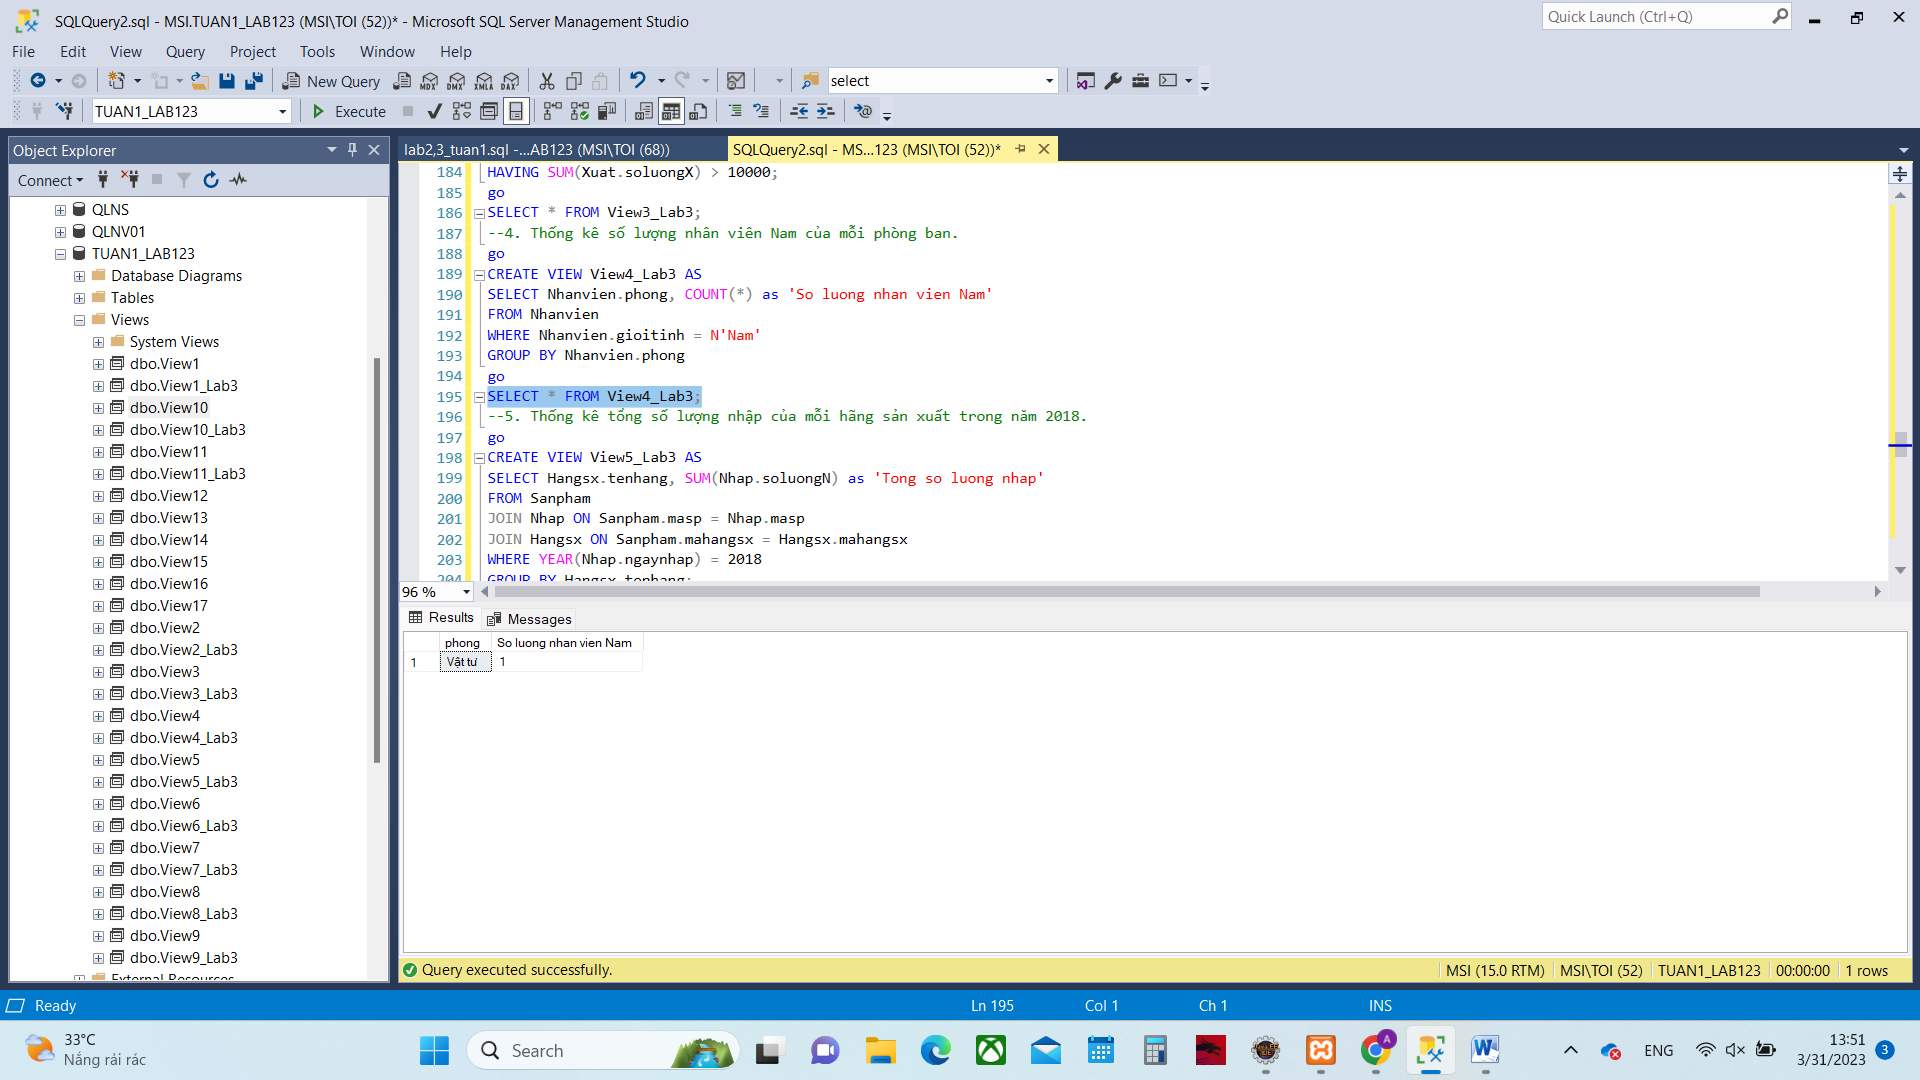 SQLQuery2.sql - MSI.TUAN1_LAB123 (MSI\TOI (52))* - Microsoft SQL Server Management Studio
Quick Launch (Ctrl+Q)
File Edit View Query Project Tools Window Help
New Query
MDX DMX XMLA DAX
select
TUAN1_LAB123
Execute
Object Explorer
Connect
QLNS
QLNV01
TUAN1_LAB123
Database Diagrams
Tables
Views
System Views
dbo.View1
dbo.View1_Lab3
dbo.View10
dbo.View10_Lab3
dbo.View11
dbo.View11_Lab3
dbo.View12
dbo.View13
dbo.View14
dbo.View15
dbo.View16
dbo.View17
dbo.View2
dbo.View2_Lab3
dbo.View3
dbo.View3_Lab3
dbo.View4
dbo.View4_Lab3
dbo.View5
dbo.View5_Lab3
dbo.View6
dbo.View6_Lab3
dbo.View7
dbo.View7_Lab3
dbo.View8
dbo.View8_Lab3
dbo.View9
dbo.View9_Lab3
External Resources
lab2,3_tuan1.sql -...AB123 (MSI\TOI (68))
SQLQuery2.sql - MS...123 (MSI\TOI (52))*
184 HAVING SUM(Xuat.soluongX) > 10000;
185 go
186 SELECT * FROM View3_Lab3;
187 --4. Thống kê số lượng nhân viên Nam của mỗi phòng ban.
188 go
189 CREATE VIEW View4_Lab3 AS
190 SELECT Nhanvien.phong, COUNT(*) as 'So luong nhan vien Nam'
191 FROM Nhanvien
192 WHERE Nhanvien.gioitinh = N'Nam'
193 GROUP BY Nhanvien.phong
194 go
195 SELECT * FROM View4_Lab3;
196 --5. Thống kê tổng số lượng nhập của mỗi hãng sản xuất trong năm 2018.
197 go
198 CREATE VIEW View5_Lab3 AS
199 SELECT Hangsx.tenhang, SUM(Nhap.soluongN) as 'Tong so luong nhap'
200 FROM Sanpham
201 JOIN Nhap ON Sanpham.masp = Nhap.masp
202 JOIN Hangsx ON Sanpham.mahangsx = Hangsx.mahangsx
203 WHERE YEAR(Nhap.ngaynhap) = 2018
204 GROUP BY Hangsx.tenhang;
96 %
Results Messages
phong So luong nhan vien Nam
1 Vật tư 1
Query executed successfully.
MSI (15.0 RTM) MSI\TOI (52) TUAN1_LAB123 00:00:00 1 rows
Ready Ln 195 Col 1 Ch 1 INS
33°C
Nắng rải rác
Search
A
ENG
13:51
3/31/2023
3